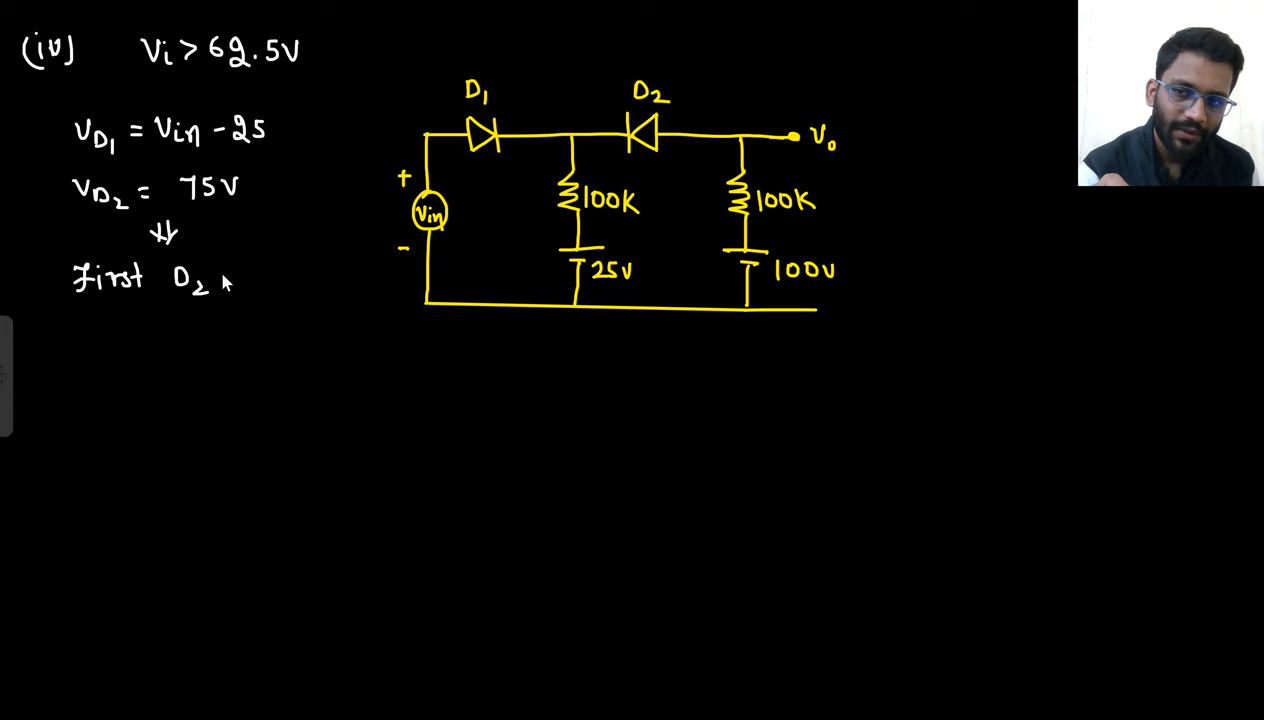 (iv) Vi > 62.5V
VD1 = Vin - 25
VD2 = 75V
⇓
First D2
D1
D2
Vo
+
Vin
-
100K
100K
25V
100V